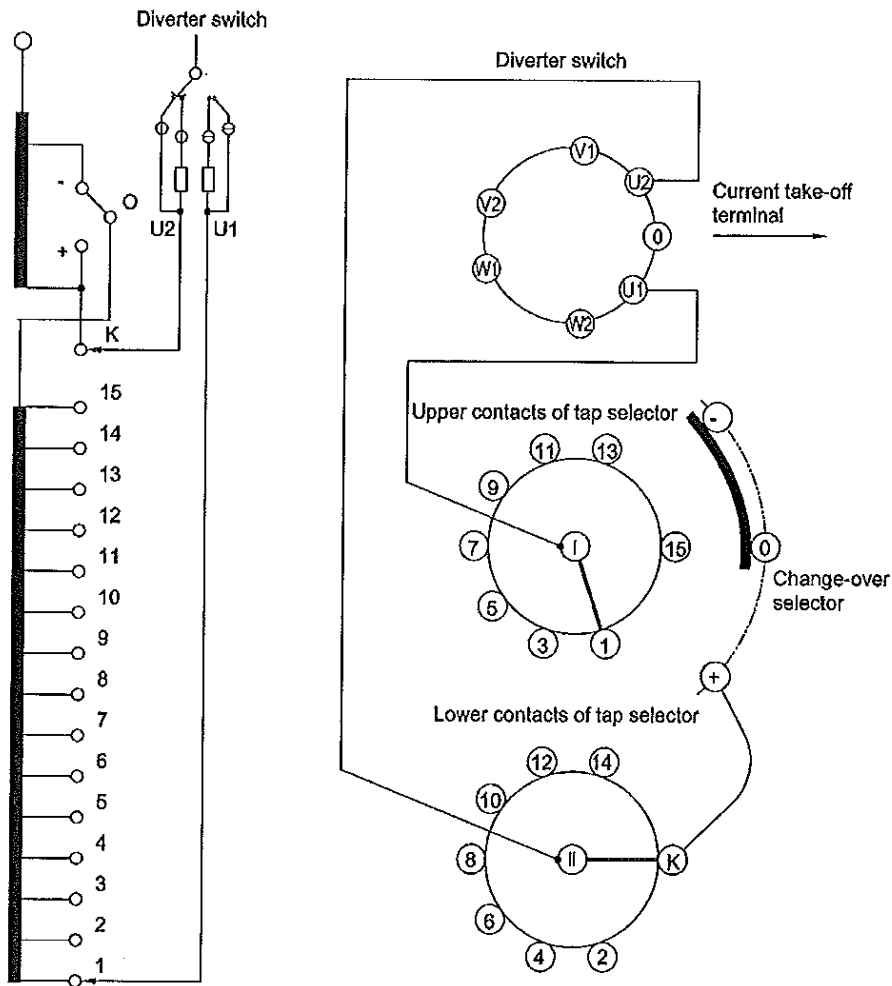 Diverter switch
-
O
+
U2
U1
K
15
14
13
12
11
10
9
8
7
6
5
4
3
2
1
Diverter switch
V1
U2
V2
0
W1
U1
W2
Current take-off
terminal
Upper contacts of tap selector
-
11
13
9
7
I
15
0
5
3
1
Change-over
selector
+
Lower contacts of tap selector
12
14
10
8
II
K
6
4
2